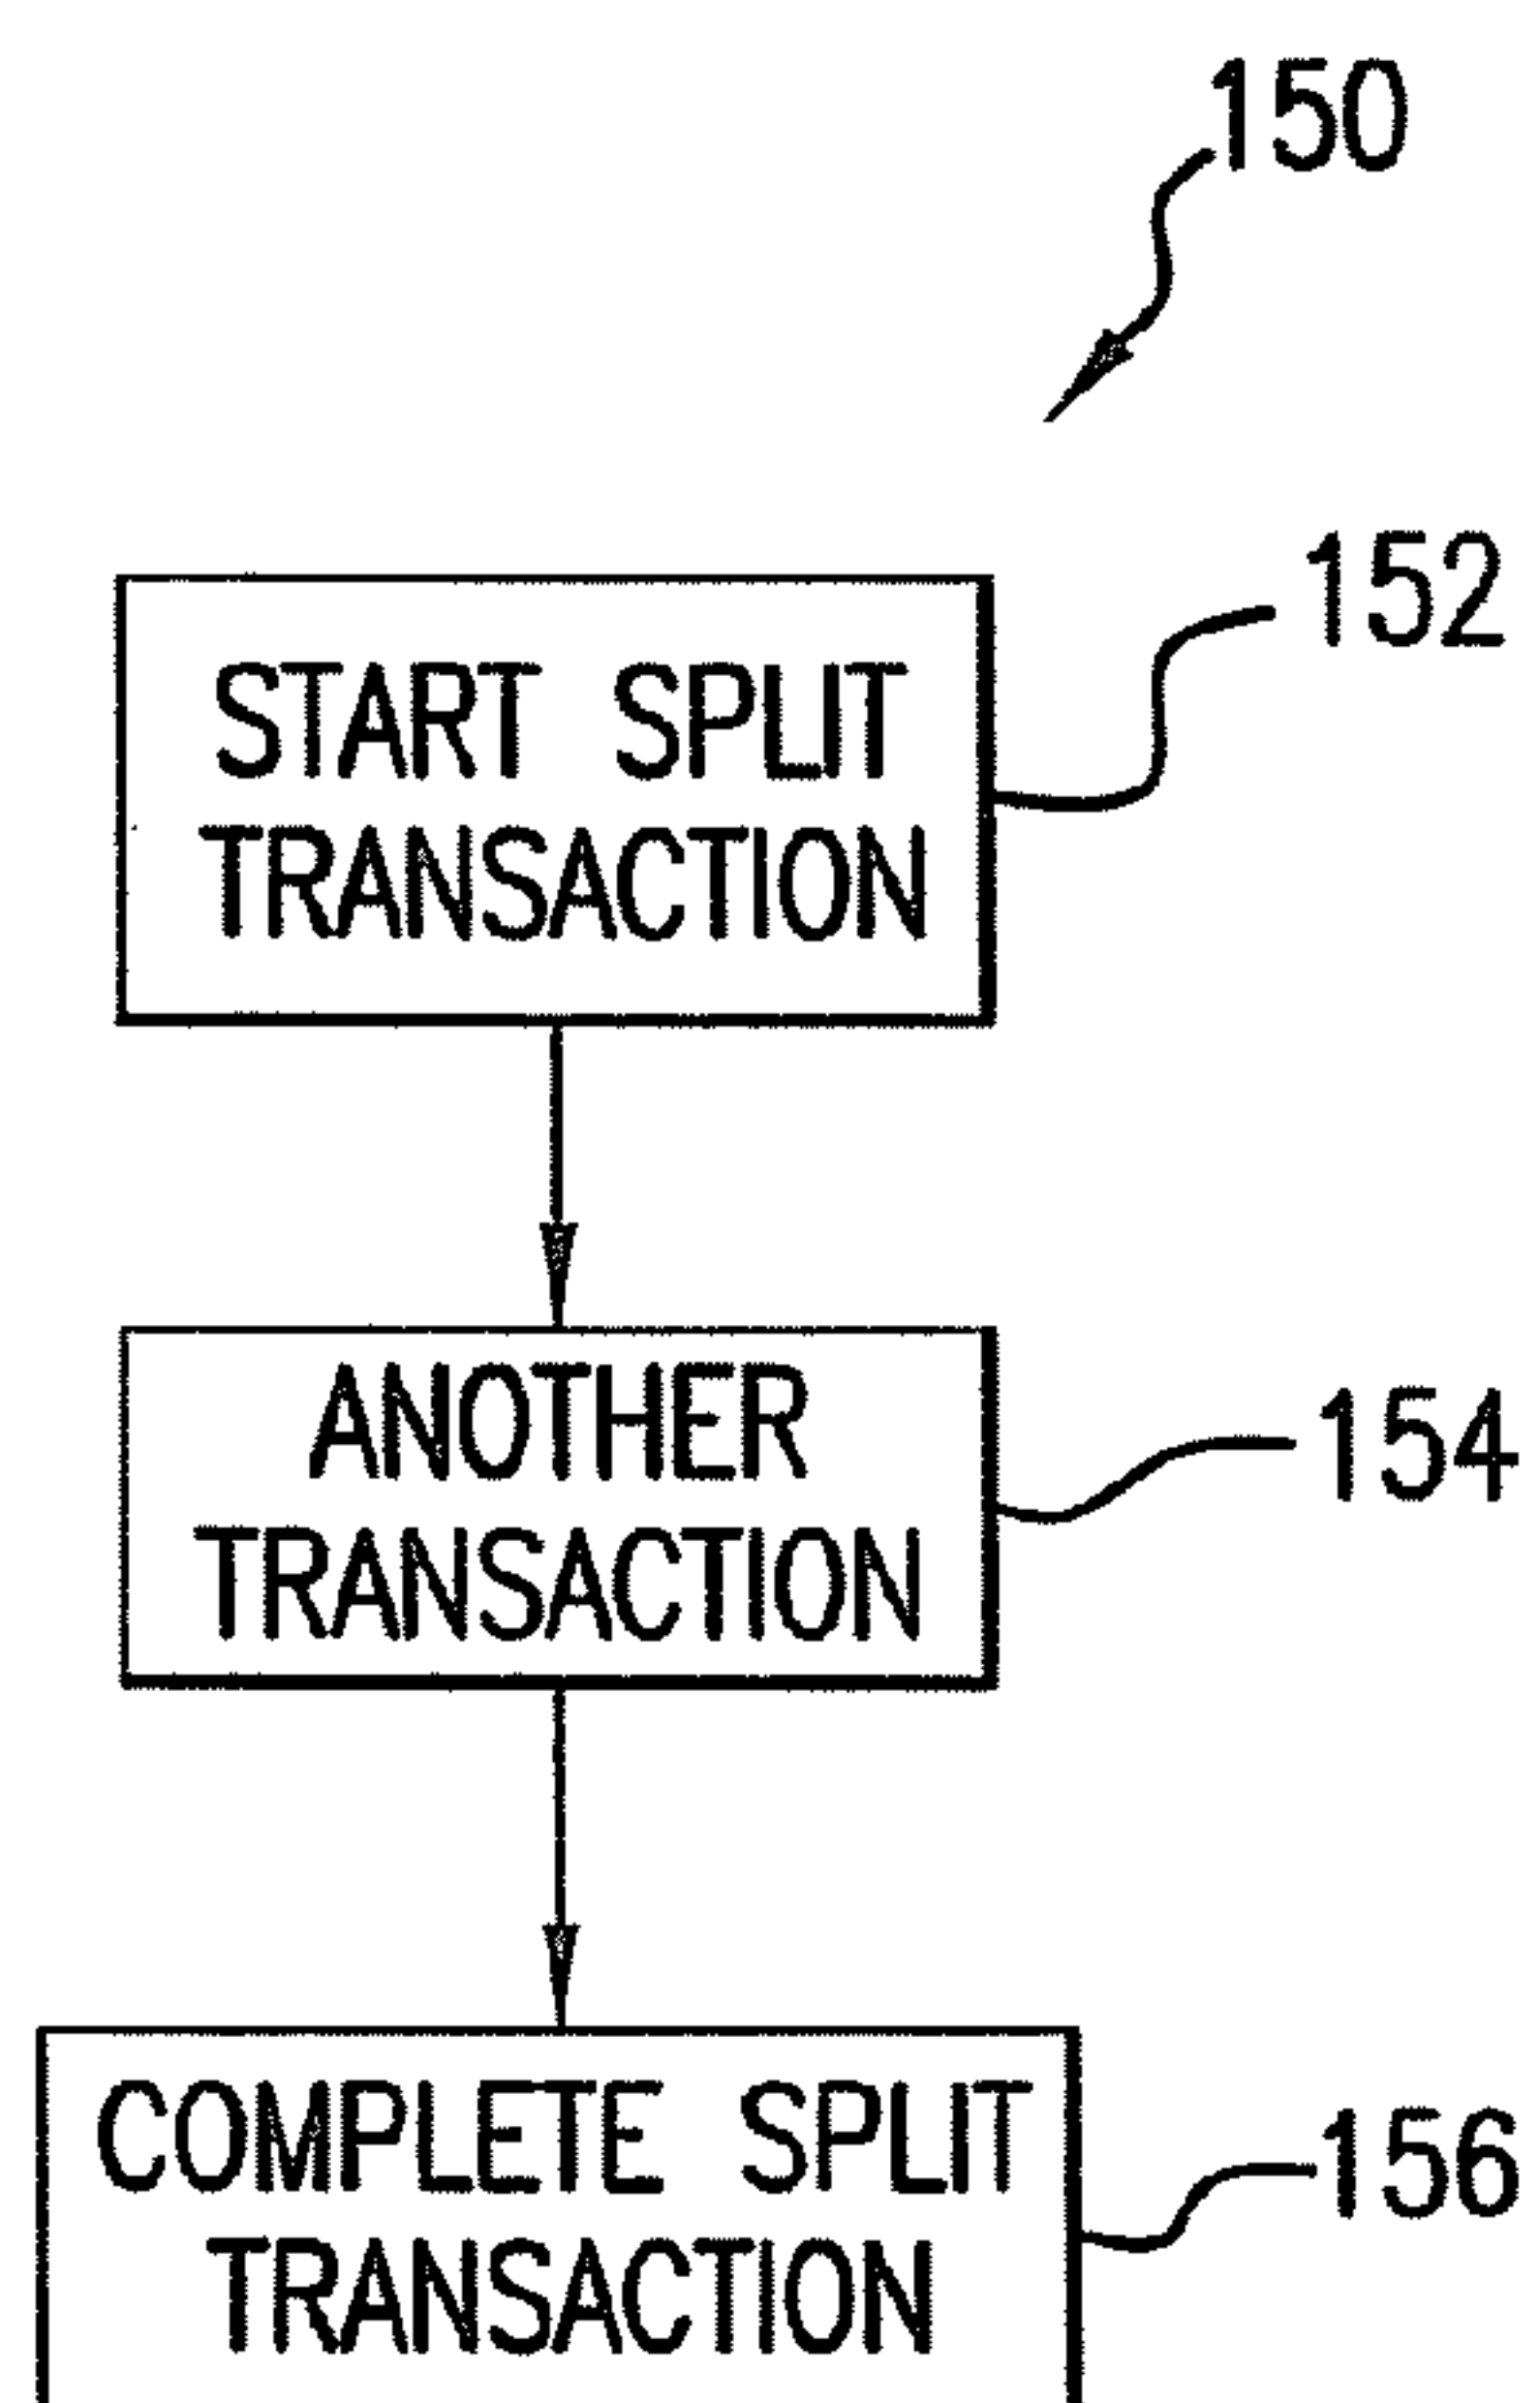 150
152
START SPLIT
TRANSACTION
ANOTHER
TRANSACTION
154
COMPLETE SPLIT
TRANSACTION
156